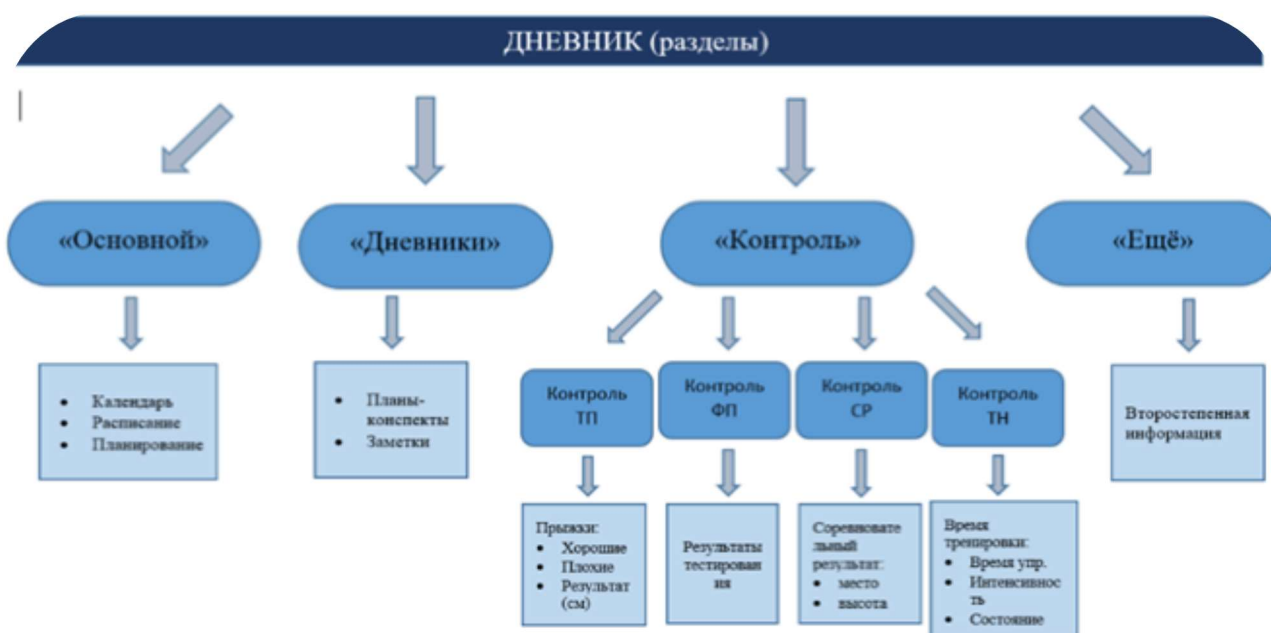 ДНЕВНИК (разделы)
«Основной»
«Дневники»
«Контроль»
«Ещё»
• Календарь
• Расписание
• Планирование
• Планы-
конспекты
• Заметки
Контроль
ТП
Контроль
ФП
Контроль
СР
Контроль
ТН
Второстепенная
информация
Прыжки:
• Хорошие
• Плохие
• Результат
(см)
Результаты
тестирован
ия
Соревновате
льный
результат:
• место
• высота
Время
тренировки:
• Время упр.
• Интенсивнос
ть
• Состояние